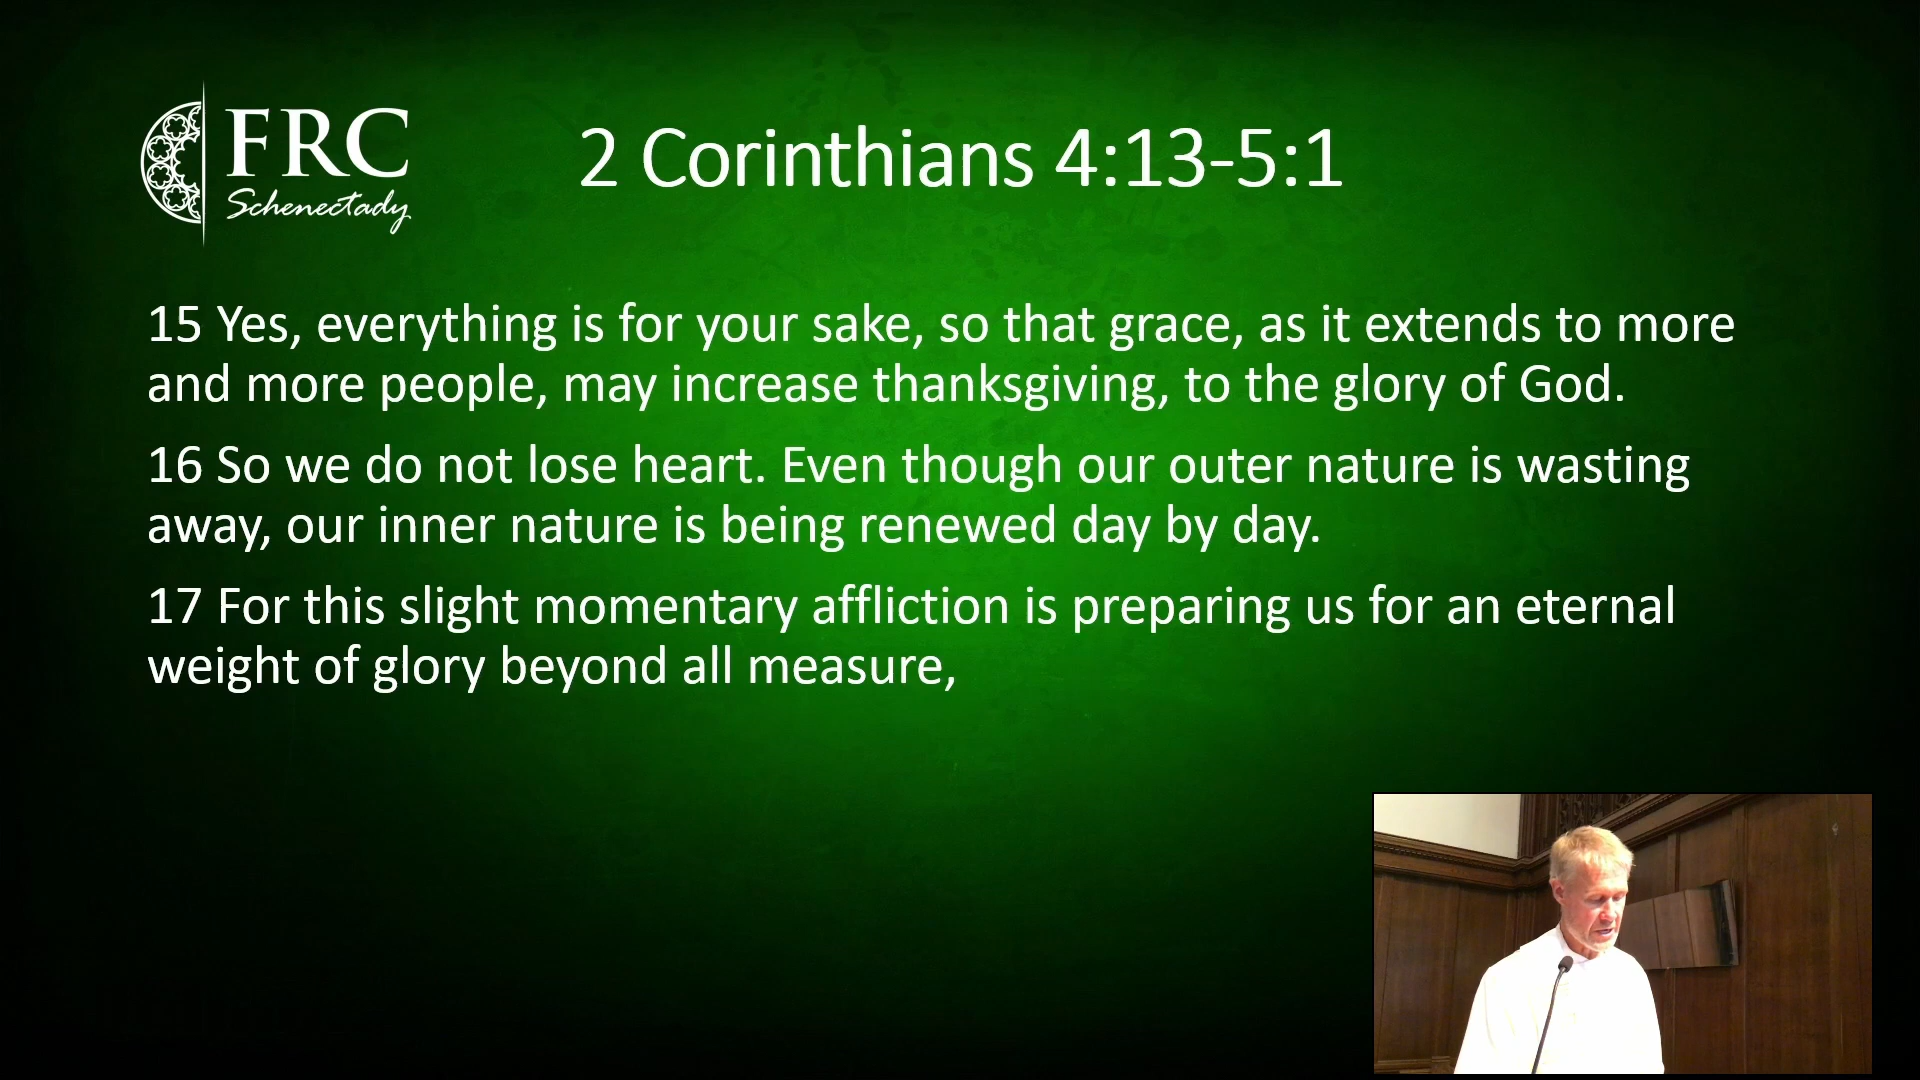 FRC
Schenectady
2 Corinthians 4:13-5:1
15 Yes, everything is for your sake, so that grace, as it extends to more
and more people, may increase thanksgiving, to the glory of God.
16 So we do not lose heart. Even though our outer nature is wasting
away, our inner nature is being renewed day by day.
17 For this slight momentary affliction is preparing us for an eternal
weight of glory beyond all measure,